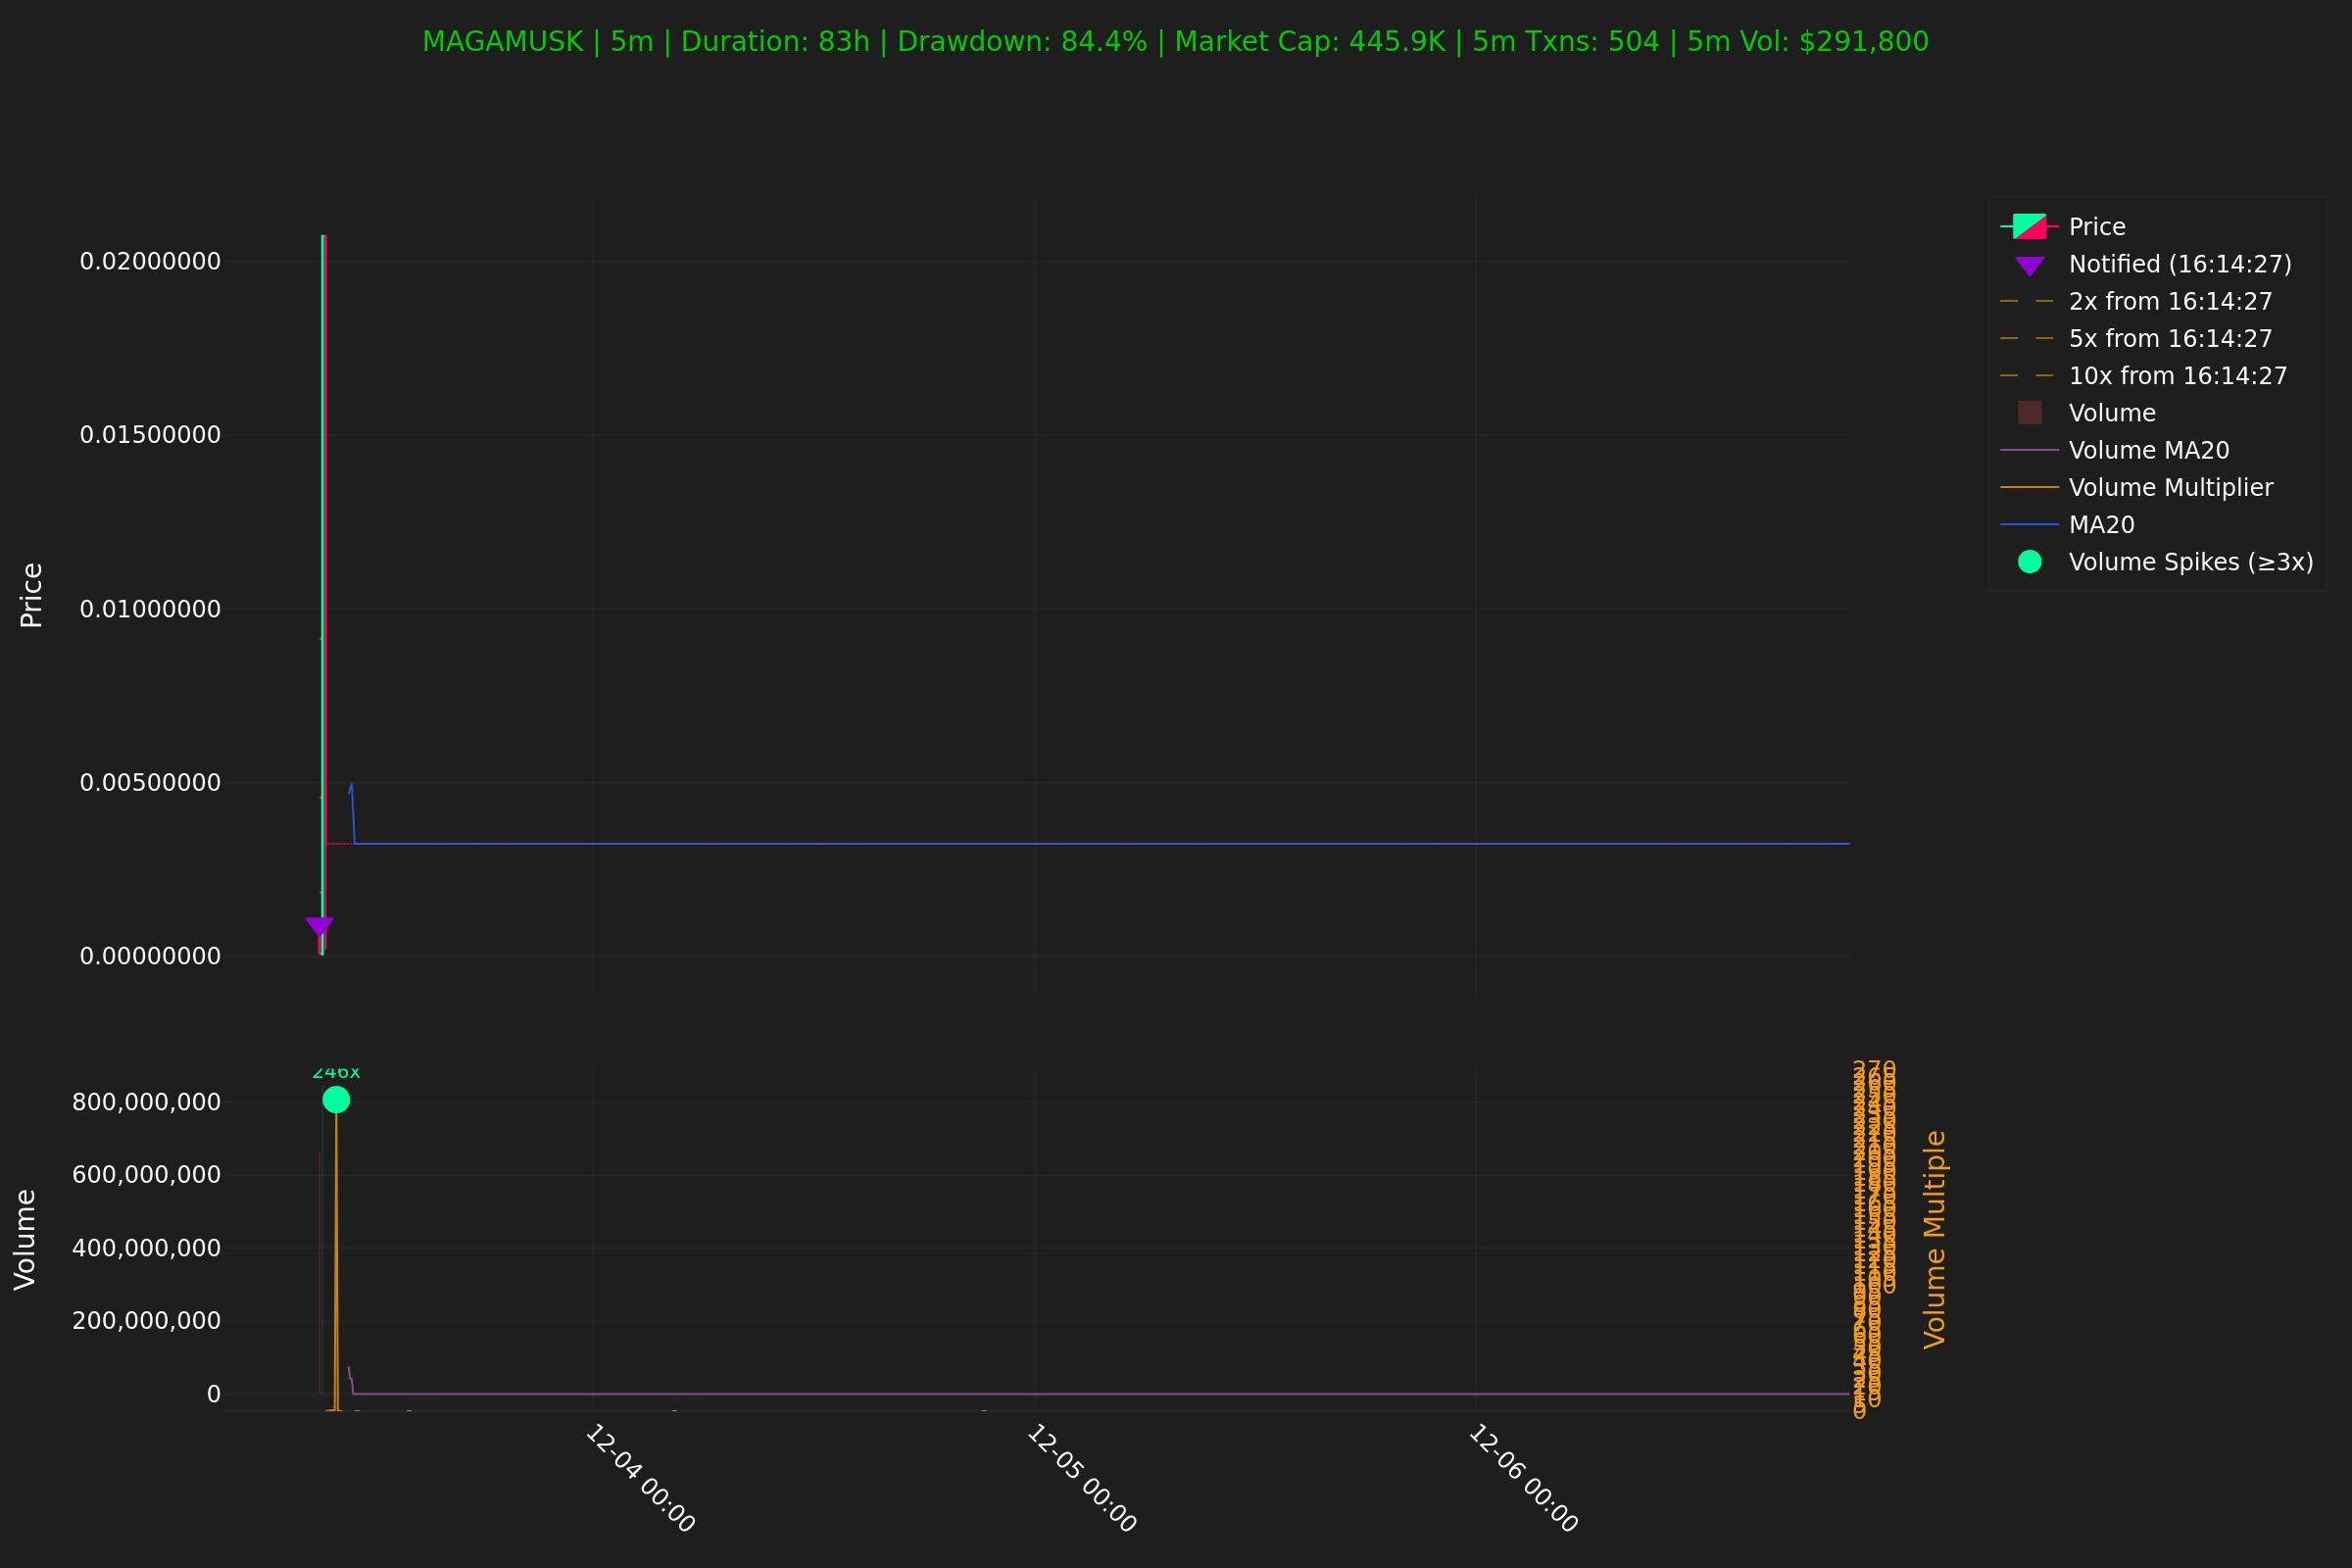 MAGAMUSK | 5m | Duration: 83h | Drawdown: 84.4% | Market Cap: 445.9K | 5m Txns: 504 | 5m Vol: $291,800
Price
0.02000000
0.01500000
0.01000000
0.00500000
0.00000000
Price
Notified (16:14:27)
2x from 16:14:27
5x from 16:14:27
10x from 16:14:27
Volume
Volume MA20
Volume Multiplier
MA20
Volume Spikes (≥3x)
246x
Volume
800,000,000
600,000,000
400,000,000
200,000,000
0
270
0
Volume Multiple
12-04 00:00
12-05 00:00
12-06 00:00